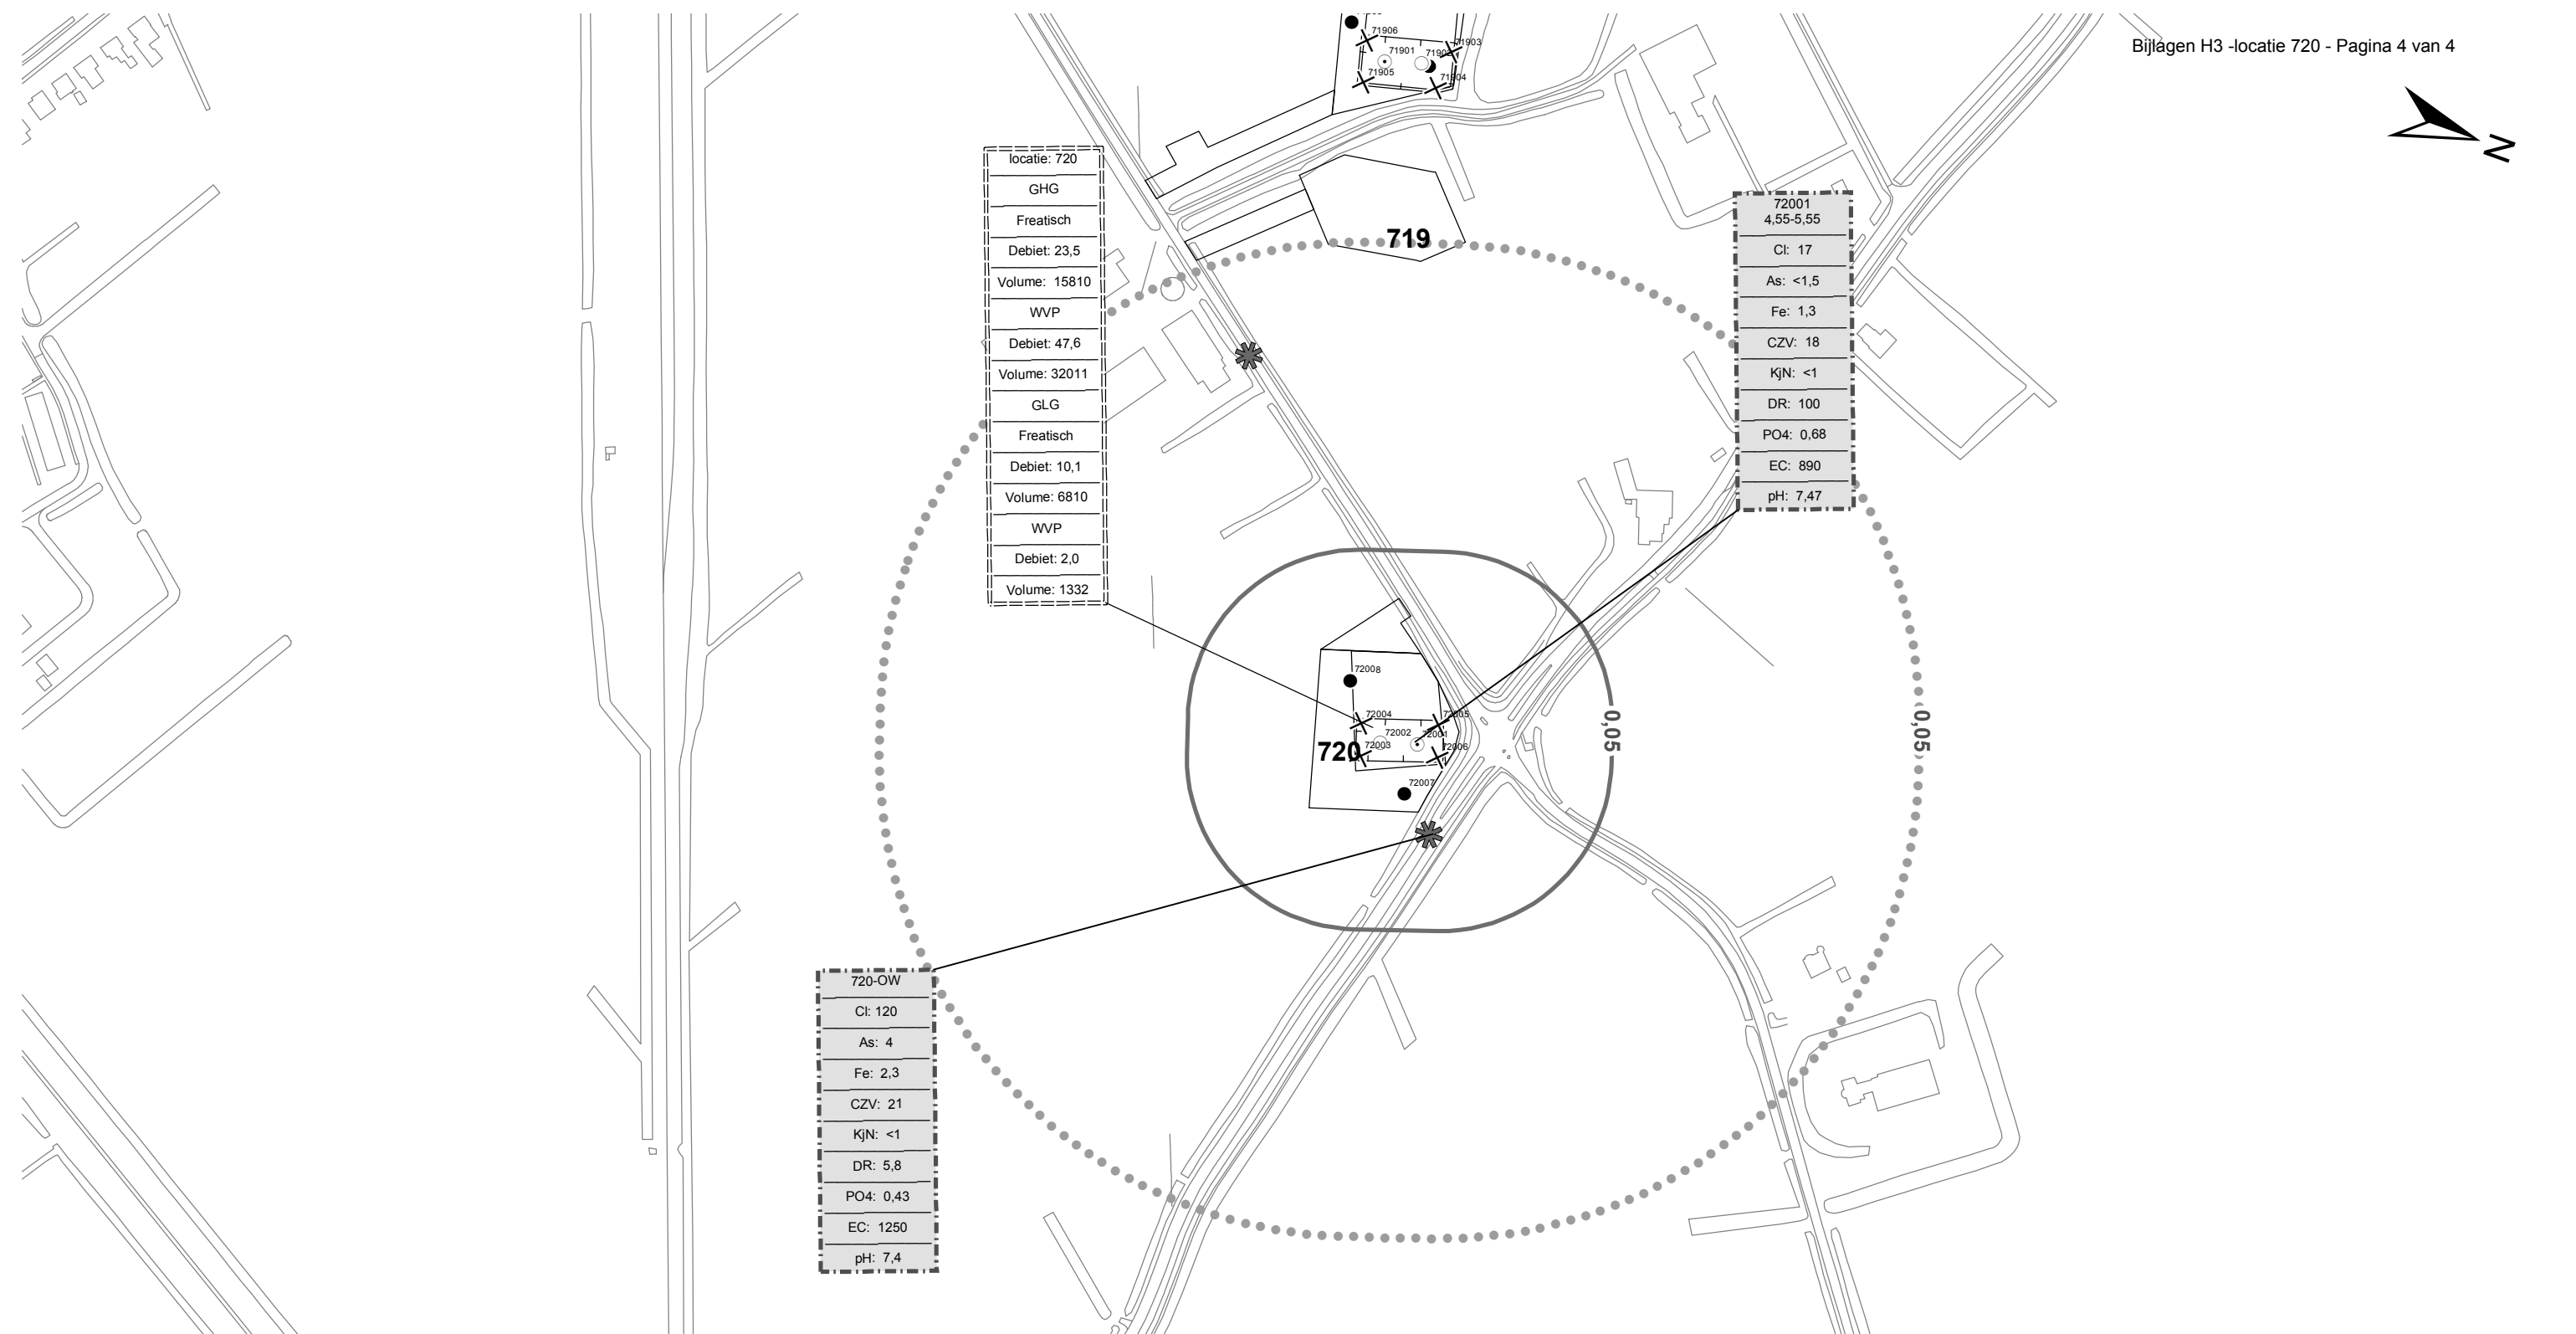 Bijlagen H3 -locatie 720 - Pagina 4 van 4
N
71906
71903
71901
71902
71905
71904
719
locatie: 720
GHG
Freatisch
Debiet: 23,5
Volume: 15810
WVP
Debiet: 47,6
Volume: 32011
GLG
Freatisch
Debiet: 10,1
Volume: 6810
WVP
Debiet: 2,0
Volume: 1332
72001
4,55-5,55
Cl: 17
As: <1,5
Fe: 1,3
CZV: 18
KjN: <1
DR: 100
PO4: 0,68
EC: 890
pH: 7,47
72008
72004
72005
72002
72001
72003
72006
720
72007
0,05
0,05
720-OW
Cl: 120
As: 4
Fe: 2,3
CZV: 21
KjN: <1
DR: 5,8
PO4: 0,43
EC: 1250
pH: 7,4